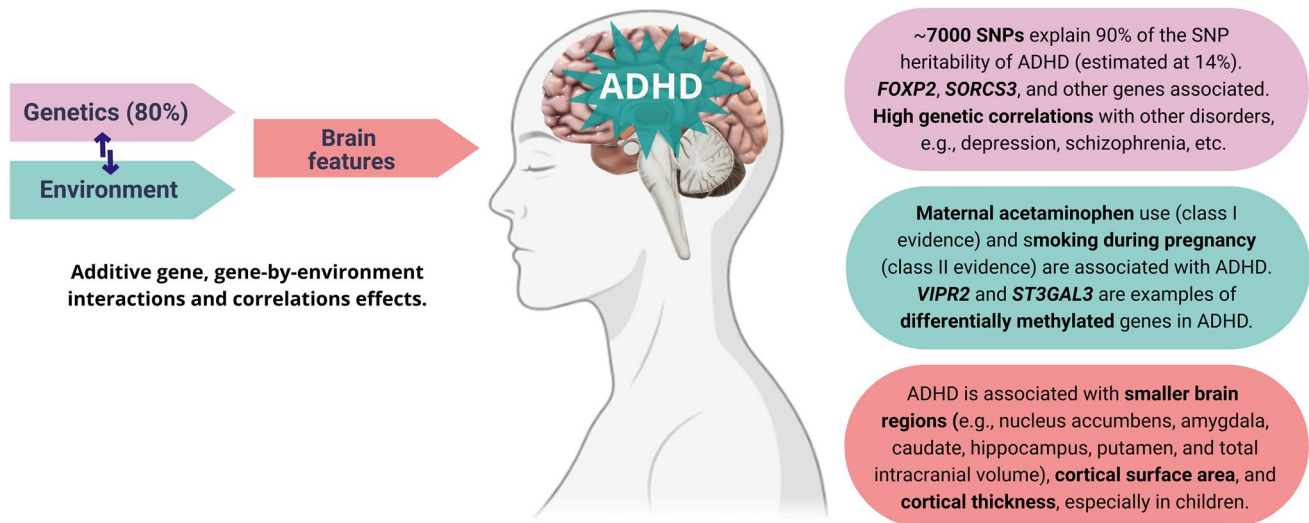 Genetics (80%)
Environment
Brain
features
Additive gene, gene-by-environment
interactions and correlations effects.
ADHD
~7000 SNPs explain 90% of the SNP
heritability of ADHD (estimated at 14%).
FOXP2, SORCS3, and other genes associated.
High genetic correlations with other disorders,
e.g., depression, schizophrenia, etc.
Maternal acetaminophen use (class I
evidence) and smoking during pregnancy
(class II evidence) are associated with ADHD.
VIPR2 and ST3GAL3 are examples of
differentially methylated genes in ADHD.
ADHD is associated with smaller brain
regions (e.g., nucleus accumbens, amygdala,
caudate, hippocampus, putamen, and total
intracranial volume), cortical surface area, and
cortical thickness, especially in children.